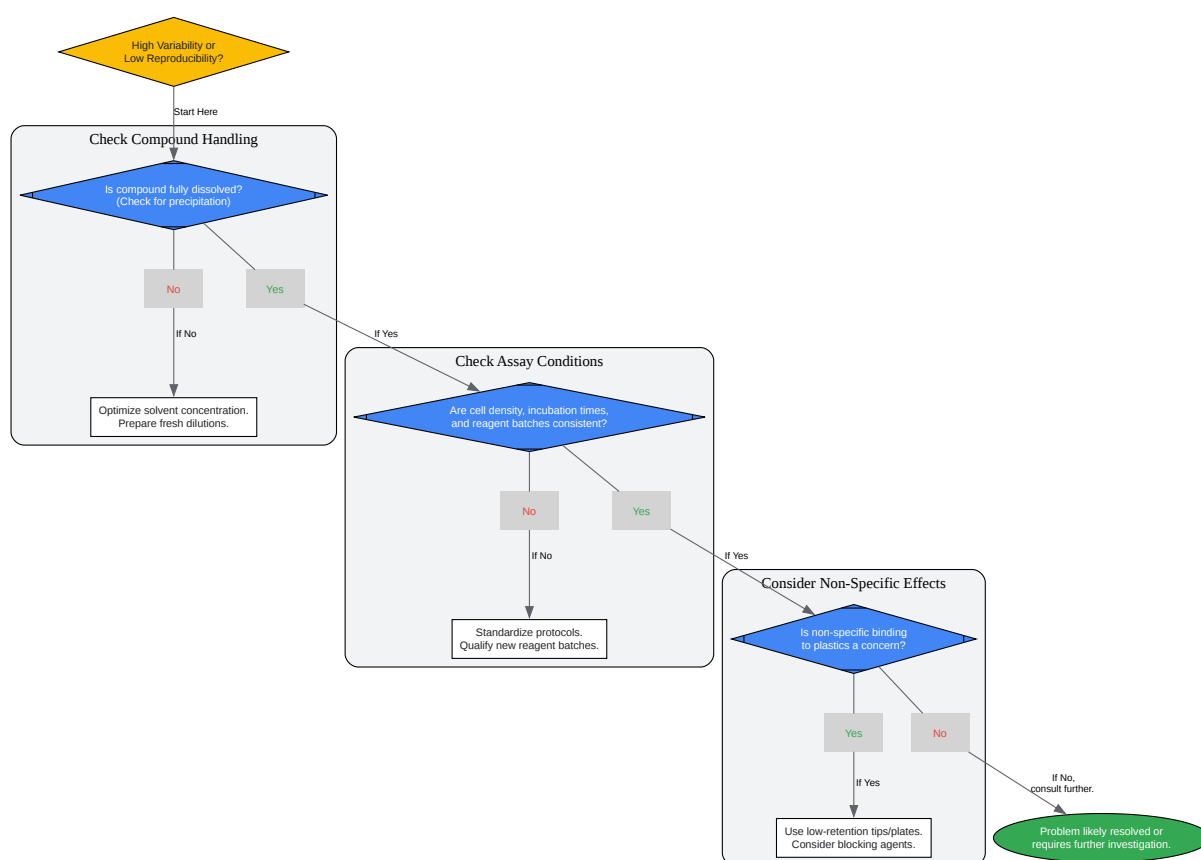 High Variability or
Low Reproducibility?
Start Here
Check Compound Handling
Is compound fully dissolved?
(Check for precipitation)
No
Yes
If No
If Yes
Optimize solvent concentration.
Prepare fresh dilutions.
Check Assay Conditions
Are cell density, incubation times,
and reagent batches consistent?
No
Yes
If No
If Yes
Standardize protocols.
Qualify new reagent batches.
Consider Non-Specific Effects
Is non-specific binding
to plastics a concern?
Yes
No
If Yes
If No,
consult further.
Use low-retention tips/plates.
Consider blocking agents.
Problem likely resolved or
requires further investigation.